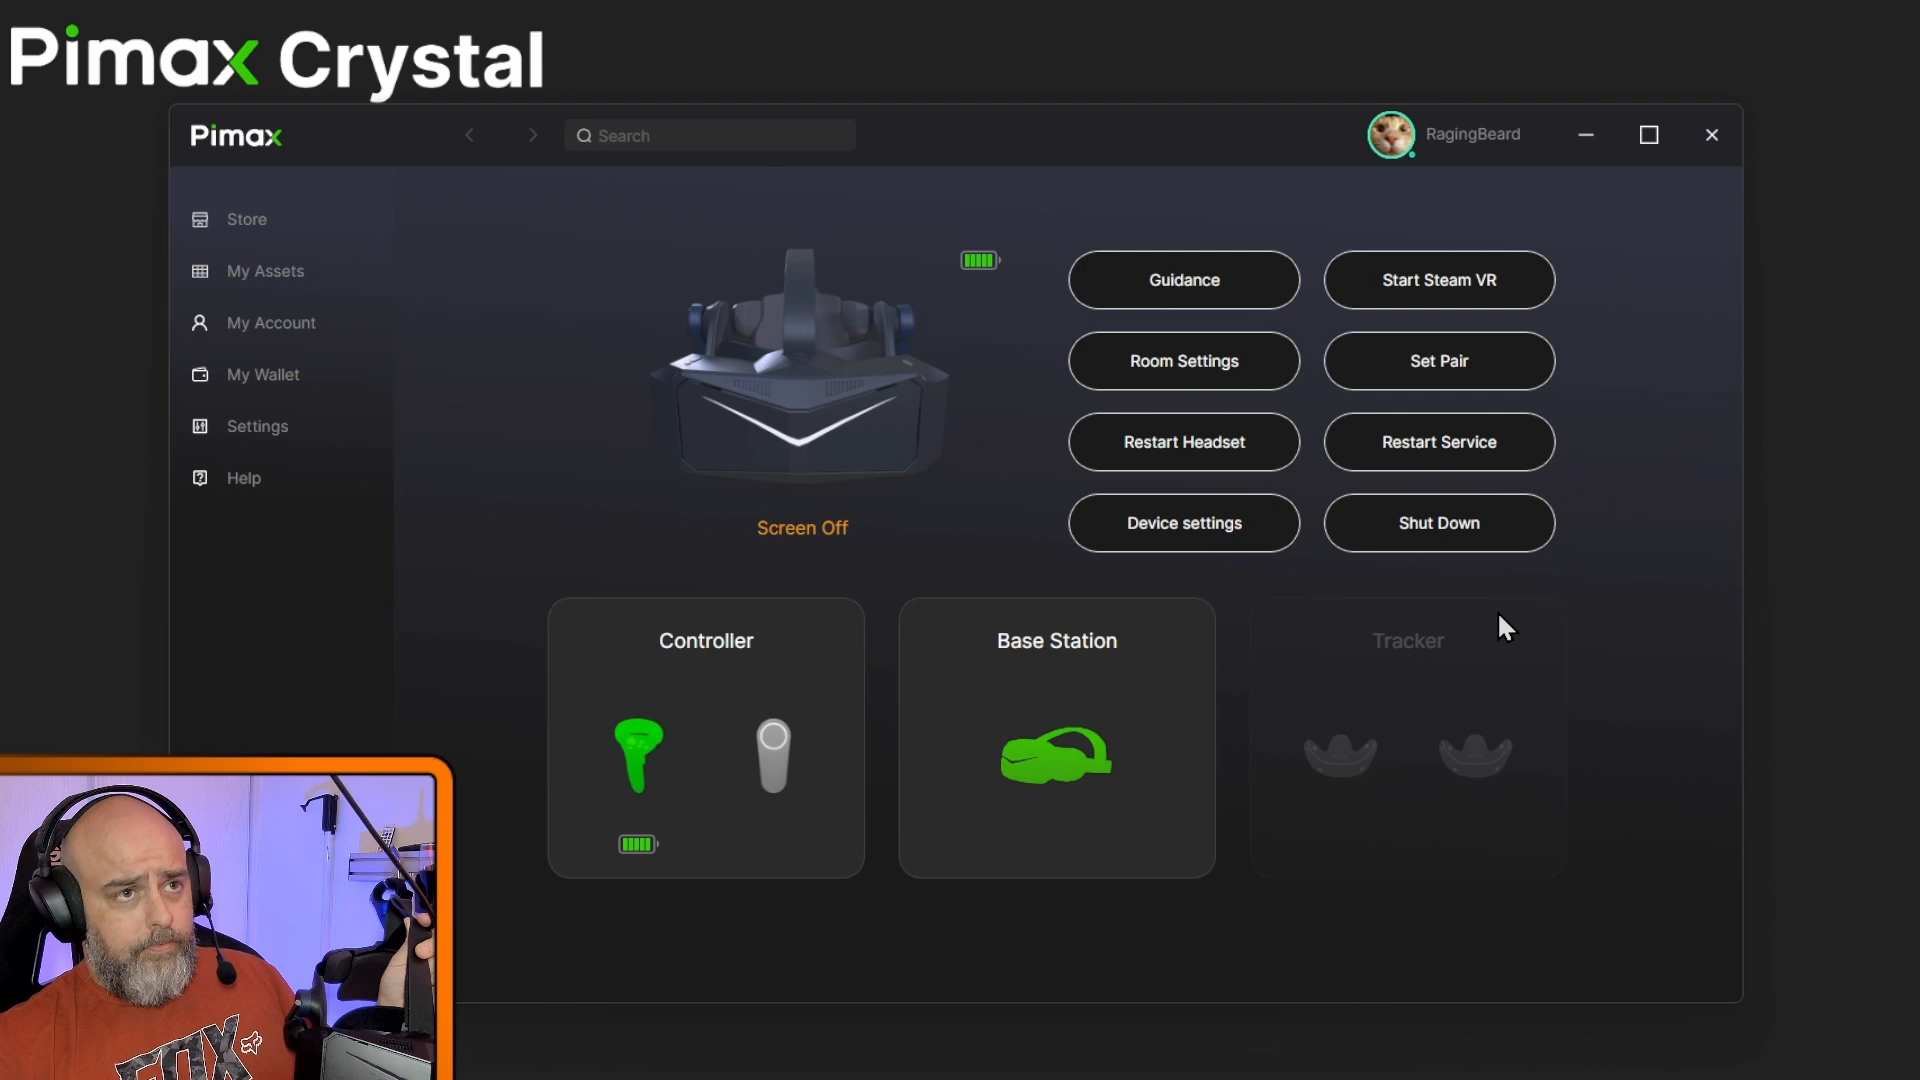 Pimax Crystal
Pimax
Search
RagingBeard
Store
My Assets
My Account
My Wallet
Settings
Help
Guidance
Start Steam VR
Room Settings
Set Pair
Restart Headset
Restart Service
Device settings
Shut Down
Screen Off
Controller
Base Station
Tracker
FOX